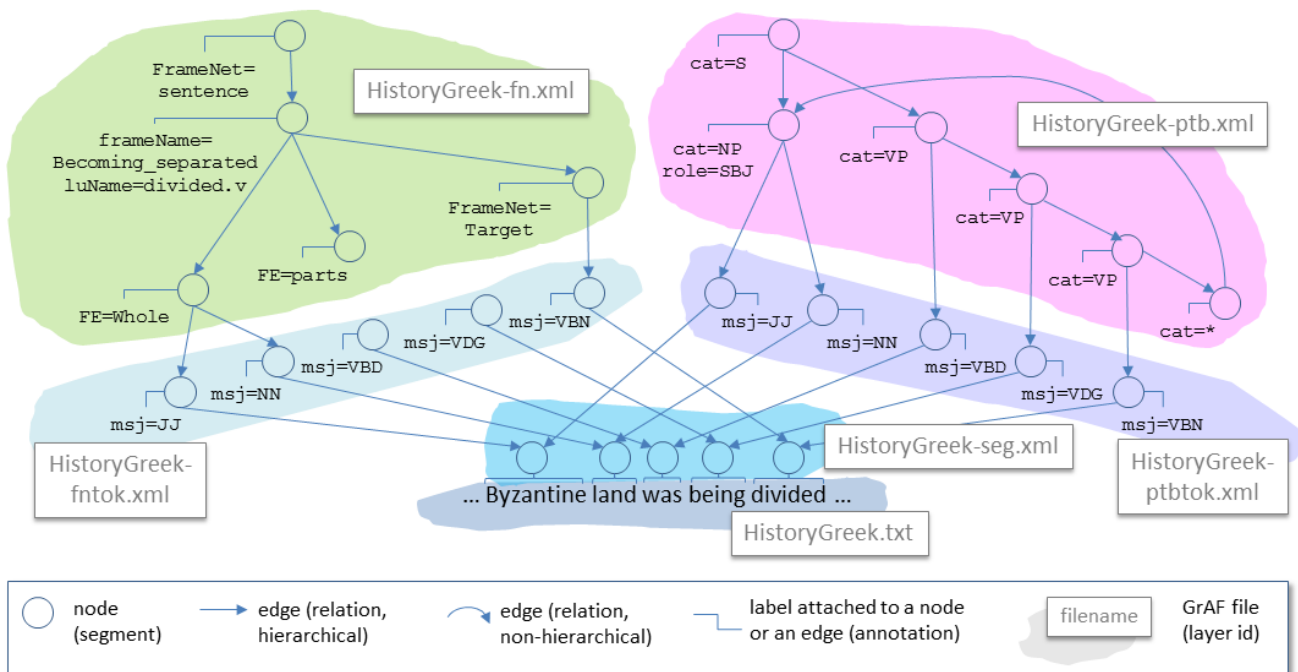 FrameNet=
sentence
HistoryGreek-fn.xml
frameName=
Becoming_separated
luName=divided.v
FrameNet=
Target
FE=parts
FE=Whole
msj=VBN
msj=VDG
msj=VBD
msj=NN
msj=JJ
HistoryGreek-
fntok.xml
cat=S
HistoryGreek-ptb.xml
cat=NP
role=SBJ
cat=VP
cat=VP
cat=VP
cat=*
msj=JJ
msj=NN
msj=VBD
msj=VDG
msj=VBN
HistoryGreek-seg.xml
HistoryGreek-
ptbtok.xml
... Byzantine land was being divided ...
HistoryGreek.txt
node
(segment)
edge (relation,
hierarchical)
edge (relation,
non-hierarchical)
label attached to a node
or an edge (annotation)
filename
GrAF file
(layer id)